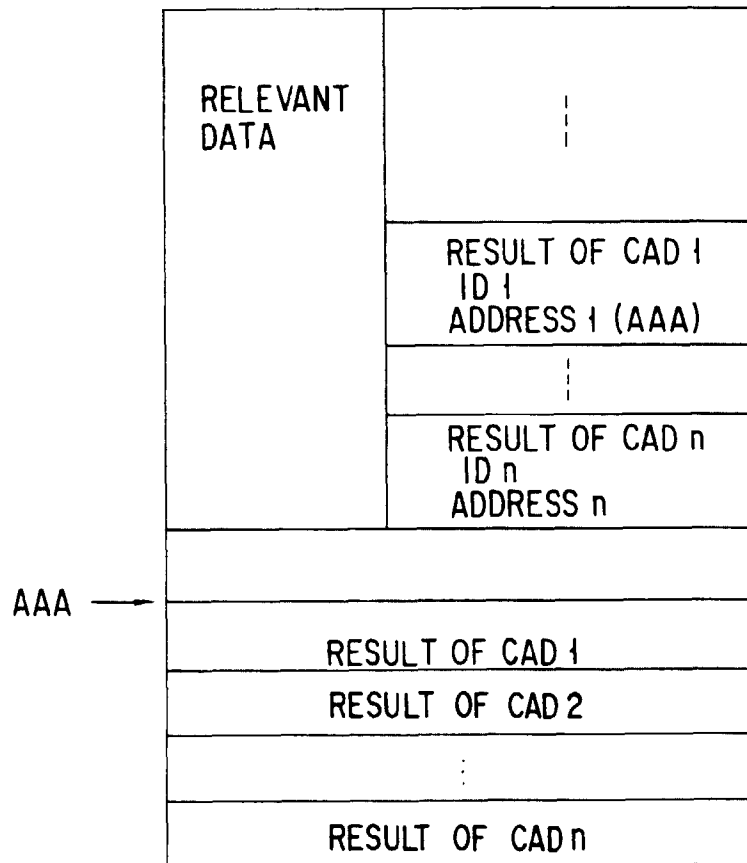 RELEVANT
DATA
RESULT OF CAD 1
ID 1
ADDRESS 1 (AAA)
RESULT OF CAD n
ID n
ADDRESS n
AAA
RESULT OF CAD 1
RESULT OF CAD 2
RESULT OF CAD n